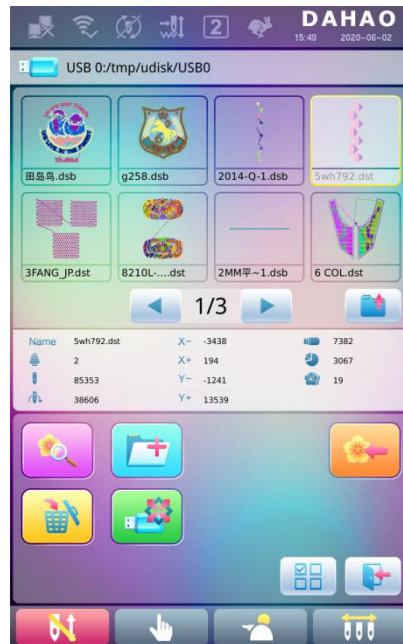 2
DAHAO
15:49 2020-06-02
USB 0:/tmp/udisk/USB0
田岛鸟.dsb
g258.dsb
2014-Q-1.dsb
5wh792.dst
3FANG_JP.dst
8210L-....dst
2MM平~1.dsb
6 COL.dst
1/3
Name 5wh792.dst X- -3438 7382
2 X+ 194 3067
85353 Y- -1241 19
38606 Y+ 13539